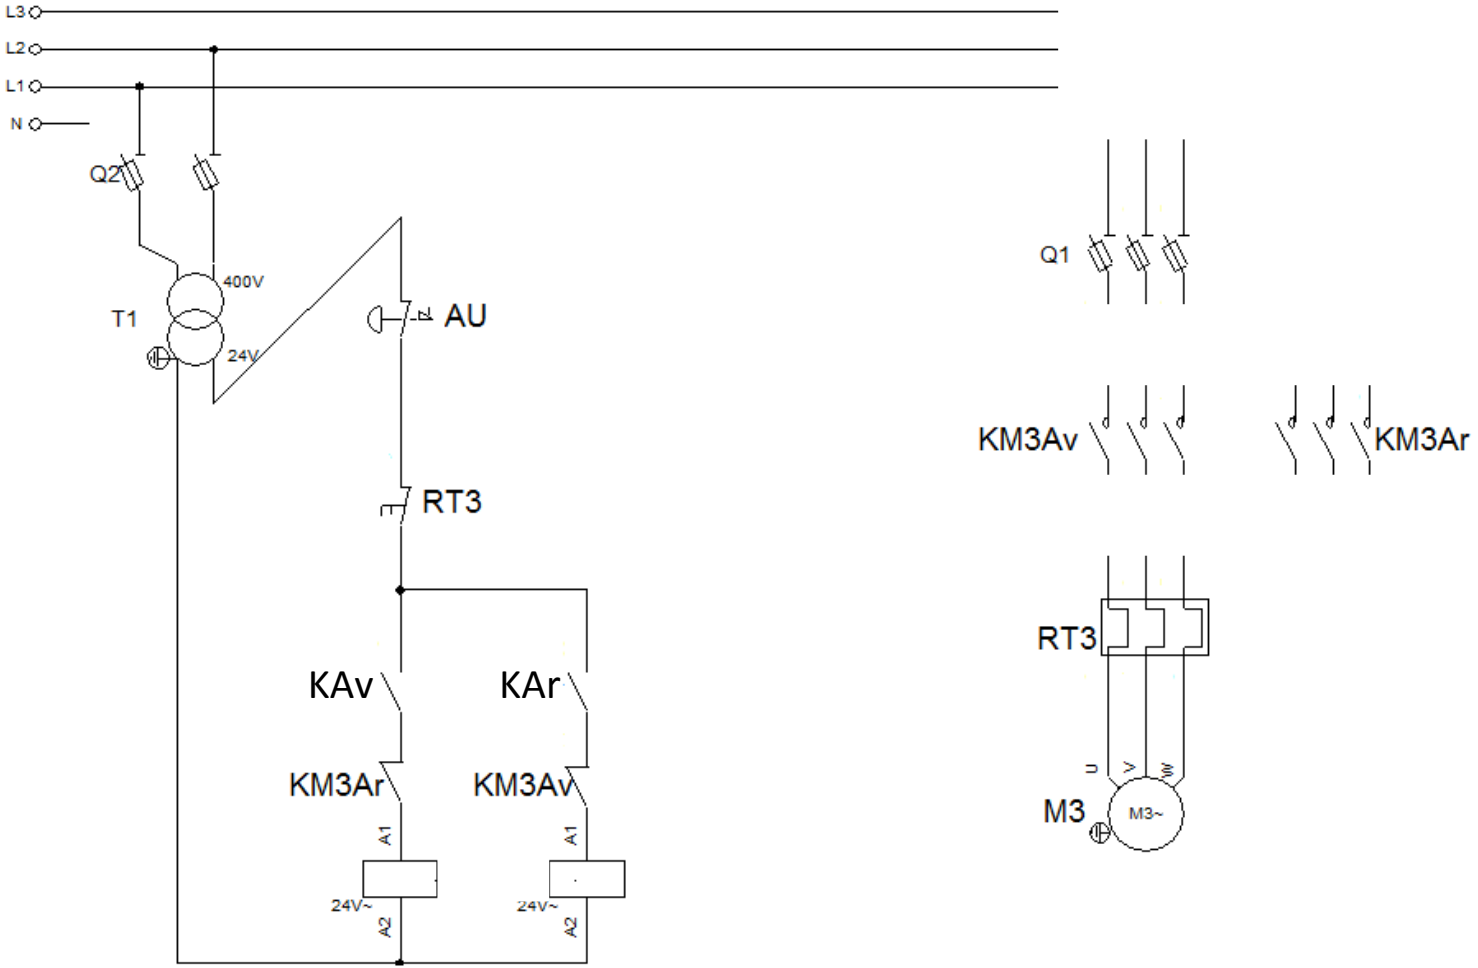 L3
L2
L1
N
Q2
Q1
400V
T1
AU
24V
KM3Av
KM3Ar
RT3
RT3
KAv
KAr
U
V
W
KM3Ar
KM3Av
M3
M3~
A1
A1
24V~
24V~
A2
A2